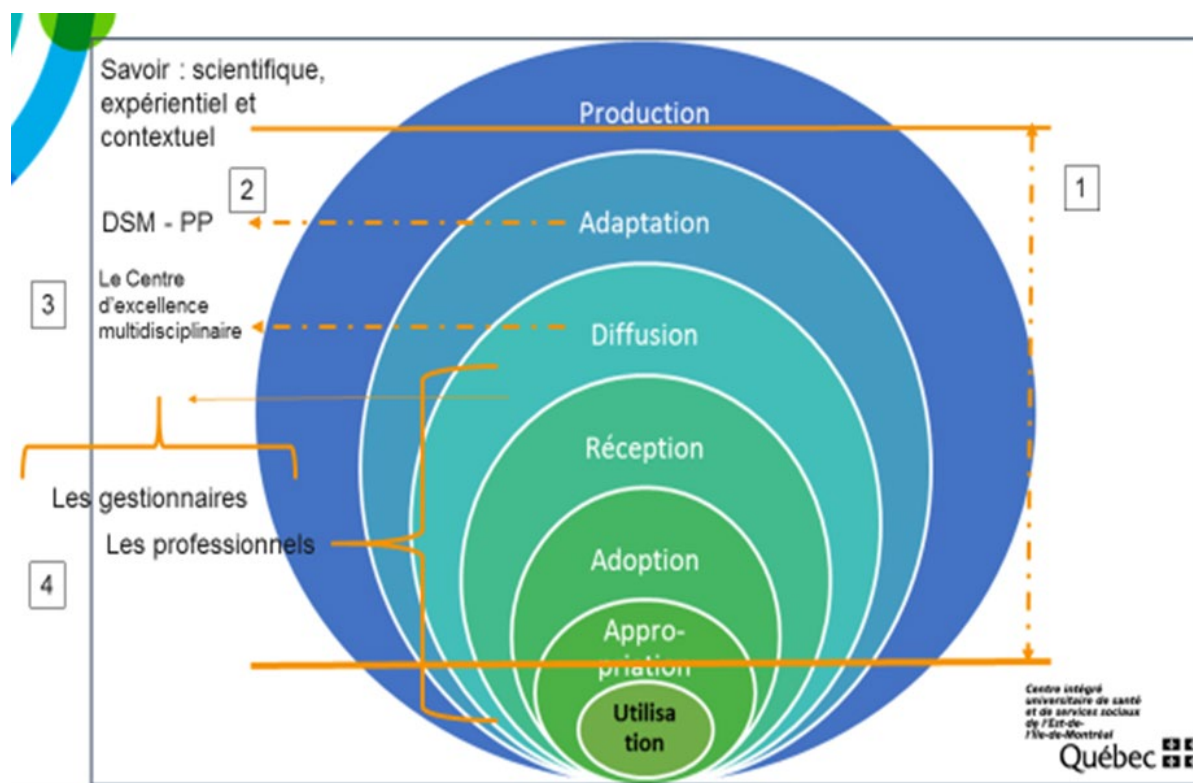 Savoir : scientifique,
expérientiel et
contextuel
Production
1
2
DSM - PP
Adaptation
3
Le Centre
d'excellence
multidisciplinaire
Diffusion
Réception
Les gestionnaires
Les professionnels
4
Adoption
Appro-
priation
Utilisa
tion
Centre intégré
universitaire de santé
et de services sociaux
de l'Est-de-
l'Île-de-Montréal
Québec